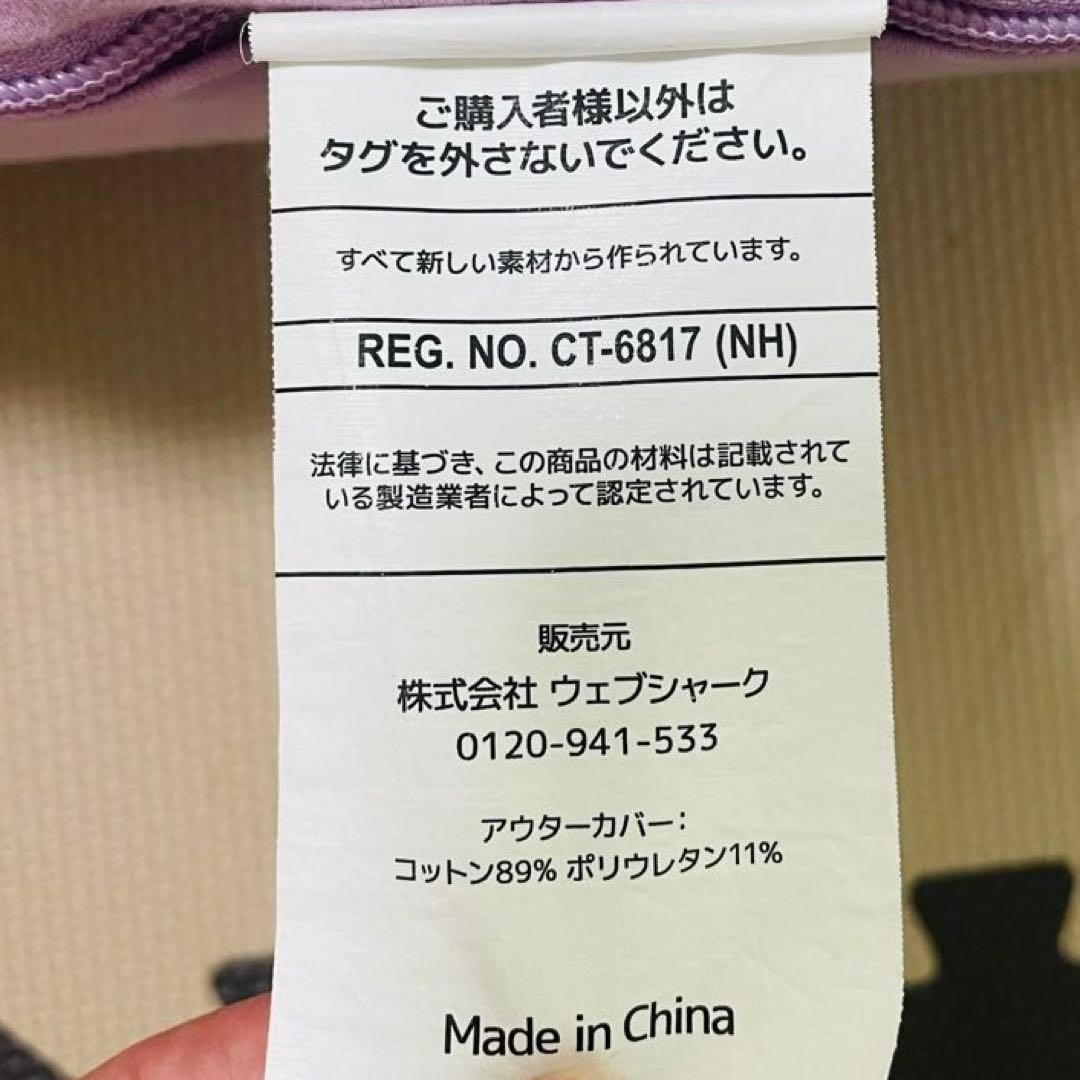 ご購入者様以外は
タグを外さないでください。
すべて新しい素材から作られています。
REG. NO. CT-6817 (NH)
法律に基づき、この商品の材料は記載されて
いる製造業者によって認定されています。
販売元
株式会社 ウェブシャーク
0120-941-533
アウターカバー：
コットン89% ポリウレタン11%
Made in China